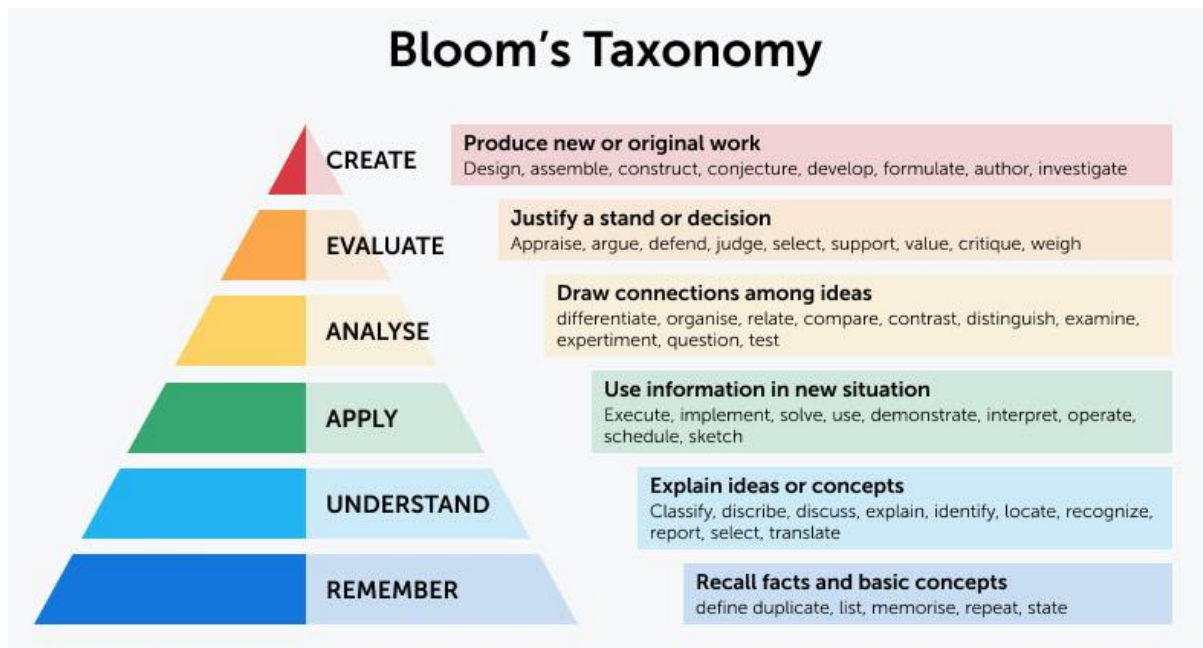 Bloom's Taxonomy
CREATE
Produce new or original work
Design, assemble, construct, conjecture, develop, formulate, author, investigate
EVALUATE
Justify a stand or decision
Appraise, argue, defend, judge, select, support, value, critique, weigh
ANALYSE
Draw connections among ideas
differentiate, organise, relate, compare, contrast, distinguish, examine,
expertiment, question, test
APPLY
Use information in new situation
Execute, implement, solve, use, demonstrate, interpret, operate,
schedule, sketch
UNDERSTAND
Explain ideas or concepts
Classify, discribe, discuss, explain, identify, locate, recognize,
report, select, translate
REMEMBER
Recall facts and basic concepts
define duplicate, list, memorise, repeat, state